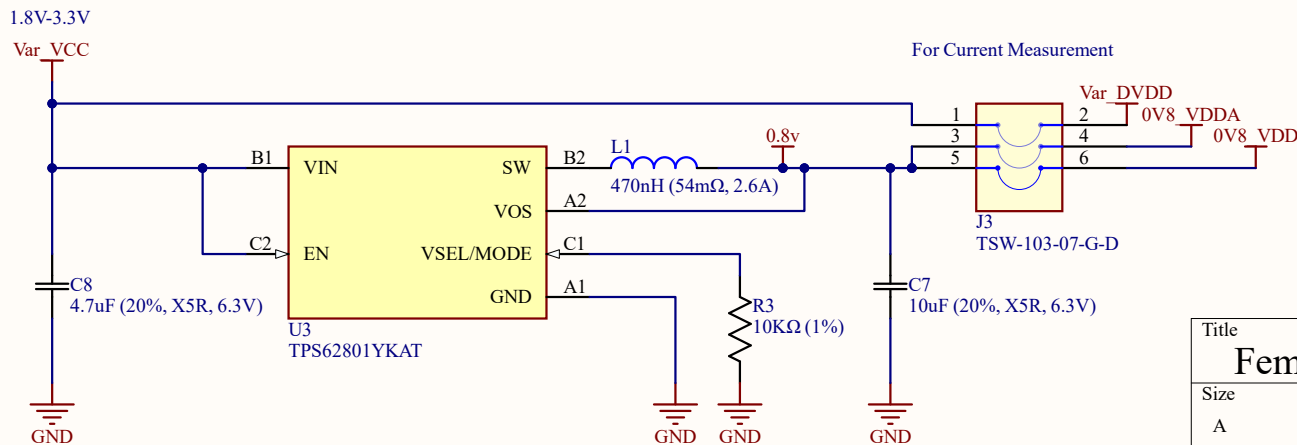 1.8V-3.3V
Var_VCC
For Current Measurement
Var_DVDD
1
2
0V8_VDDA
3
4
0V8_VDD
5
6
J3
TSW-103-07-G-D
0.8v
L1
470nH (54mΩ, 2.6A)
B1
VIN
SW
B2
VOS
A2
C2
EN
VSEL/MODE
C1
GND
A1
U3
TPS62801YKAT
C8
4.7uF (20%, X5R, 6.3V)
R3
10KΩ (1%)
C7
10uF (20%, X5R, 6.3V)
GND
GND
GND
GND
Title
Fem
Size
A